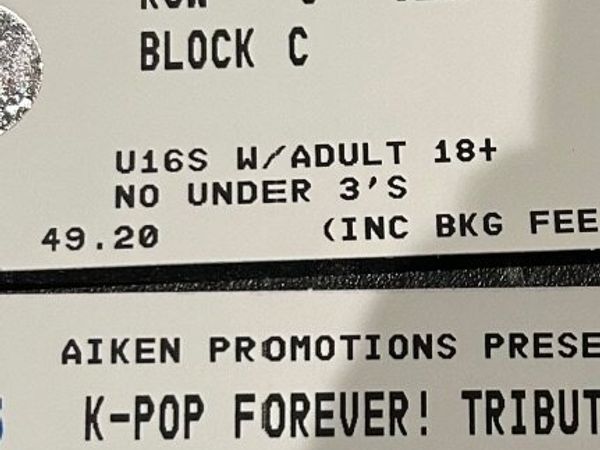 BLOCK C
U16S W/ADULT 18+
NO UNDER 3'S
49.20 (INC BKG FEE
AIKEN PROMOTIONS PRESE
K-POP FOREVER! TRIBUT